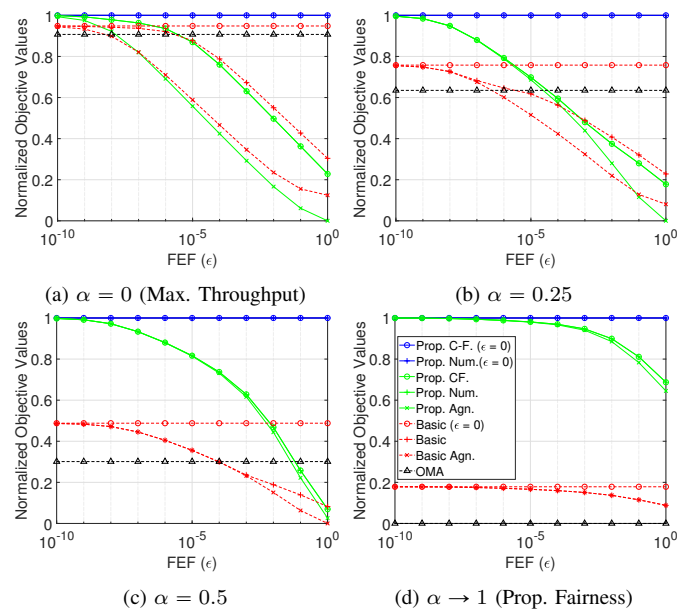 Normalized Objective Values
1
0.8
0.6
0.4
0.2
0
10^-10
10^-5
10^0
FEF (ϵ)
(a) α = 0 (Max. Throughput)
Normalized Objective Values
1
0.8
0.6
0.4
0.2
0
10^-10
10^-5
10^0
FEF (ϵ)
(b) α = 0.25
Normalized Objective Values
1
0.8
0.6
0.4
0.2
0
10^-10
10^-5
10^0
FEF (ϵ)
(c) α = 0.5
Normalized Objective Values
1
0.8
0.6
0.4
0.2
0
Prop. C-F. (ϵ = 0)
Prop. Num.(ϵ = 0)
Prop. CF.
Prop. Num.
Prop. Agn.
Basic (ϵ = 0)
Basic
Basic Agn.
OMA
10^-10
10^-5
10^0
FEF (ϵ)
(d) α → 1 (Prop. Fairness)